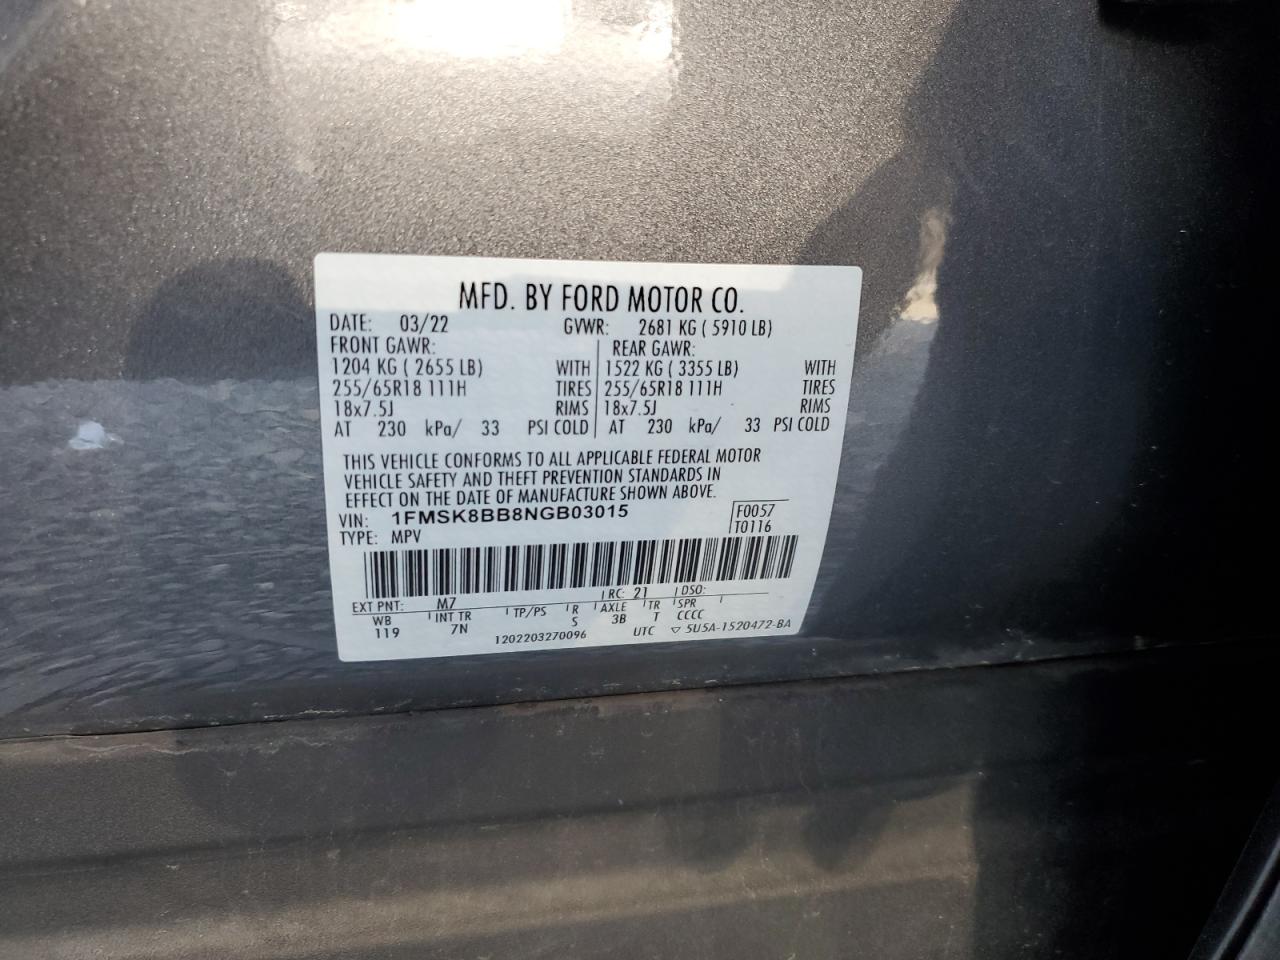 MFD. BY FORD MOTOR CO.
DATE: 03/22 GVWR: 2681 KG ( 5910 LB)
FRONT GAWR: REAR GAWR:
1204 KG ( 2655 LB) WITH 1522 KG ( 3355 LB) WITH
255/65R18 111H TIRES 255/65R18 111H TIRES
18x7.5J RIMS 18x7.5J RIMS
AT 230 kPa/ 33 PSI COLD AT 230 kPa/ 33 PSI COLD
THIS VEHICLE CONFORMS TO ALL APPLICABLE FEDERAL MOTOR
VEHICLE SAFETY AND THEFT PREVENTION STANDARDS IN
EFFECT ON THE DATE OF MANUFACTURE SHOWN ABOVE.
VIN: 1FMSK8BB8NGB03015 F0057
TYPE: MPV T0116
EXT PNT: M7 RC: 21 DSO:
WB INT TR TP/PS R AXLE TR SPR
119 7N S 3B T CCCC
1202203270096 UTC ▽ 5U5A-1520472-BA